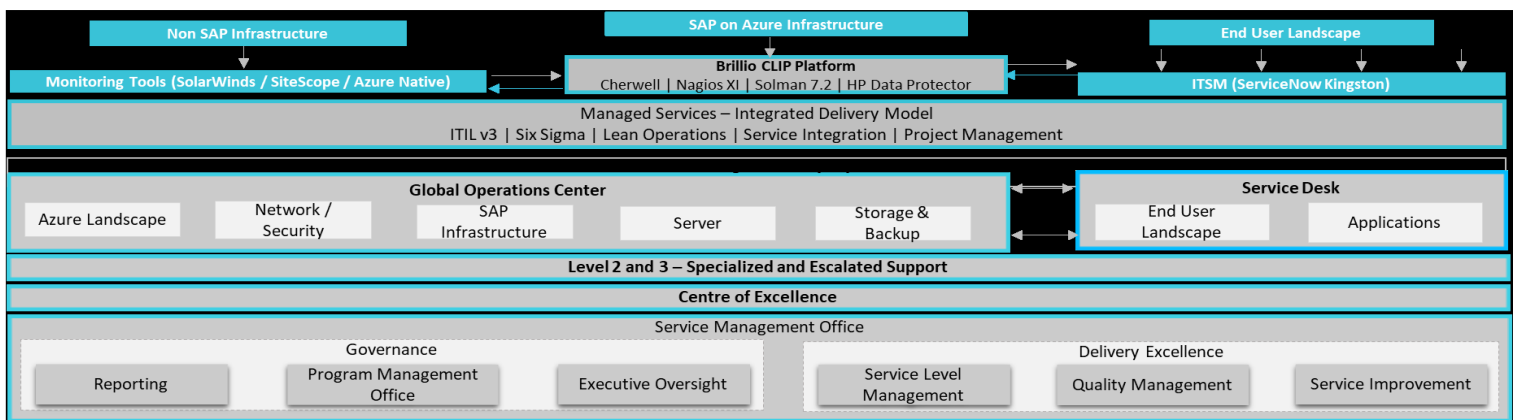 Non SAP Infrastructure
SAP on Azure Infrastructure
End User Landscape
Monitoring Tools (SolarWinds / SiteScope / Azure Native)
Brillio CLIP Platform
Cherwell | Nagios XI | Solman 7.2 | HP Data Protector
ITSM (ServiceNow Kingston)
Managed Services – Integrated Delivery Model
ITIL v3 | Six Sigma | Lean Operations | Service Integration | Project Management
Global Operations Center
Azure Landscape
Network /
Security
SAP
Infrastructure
Server
Storage &
Backup
Service Desk
End User
Landscape
Applications
Level 2 and 3 – Specialized and Escalated Support
Centre of Excellence
Service Management Office
Governance
Reporting
Program Management
Office
Executive Oversight
Delivery Excellence
Service Level
Management
Quality Management
Service Improvement